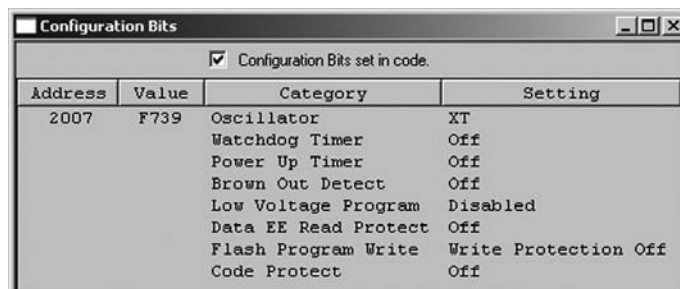 Configuration Bits
Configuration Bits set in code.
Address Value Category Setting
2007 F739 Oscillator XT
Watchdog Timer Off
Power Up Timer Off
Brown Out Detect Off
Low Voltage Program Disabled
Data EE Read Protect Off
Flash Program Write Write Protection Off
Code Protect Off